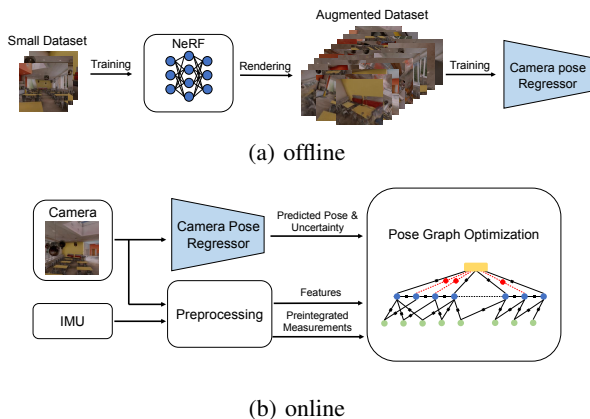 Small Dataset
Training
NeRF
Rendering
Augmented Dataset
Training
Camera pose
Regressor
(a) offline
Camera
Camera Pose
Regressor
Predicted Pose &
Uncertainty
Pose Graph Optimization
IMU
Preprocessing
Features
Preintegrated
Measurements
(b) online